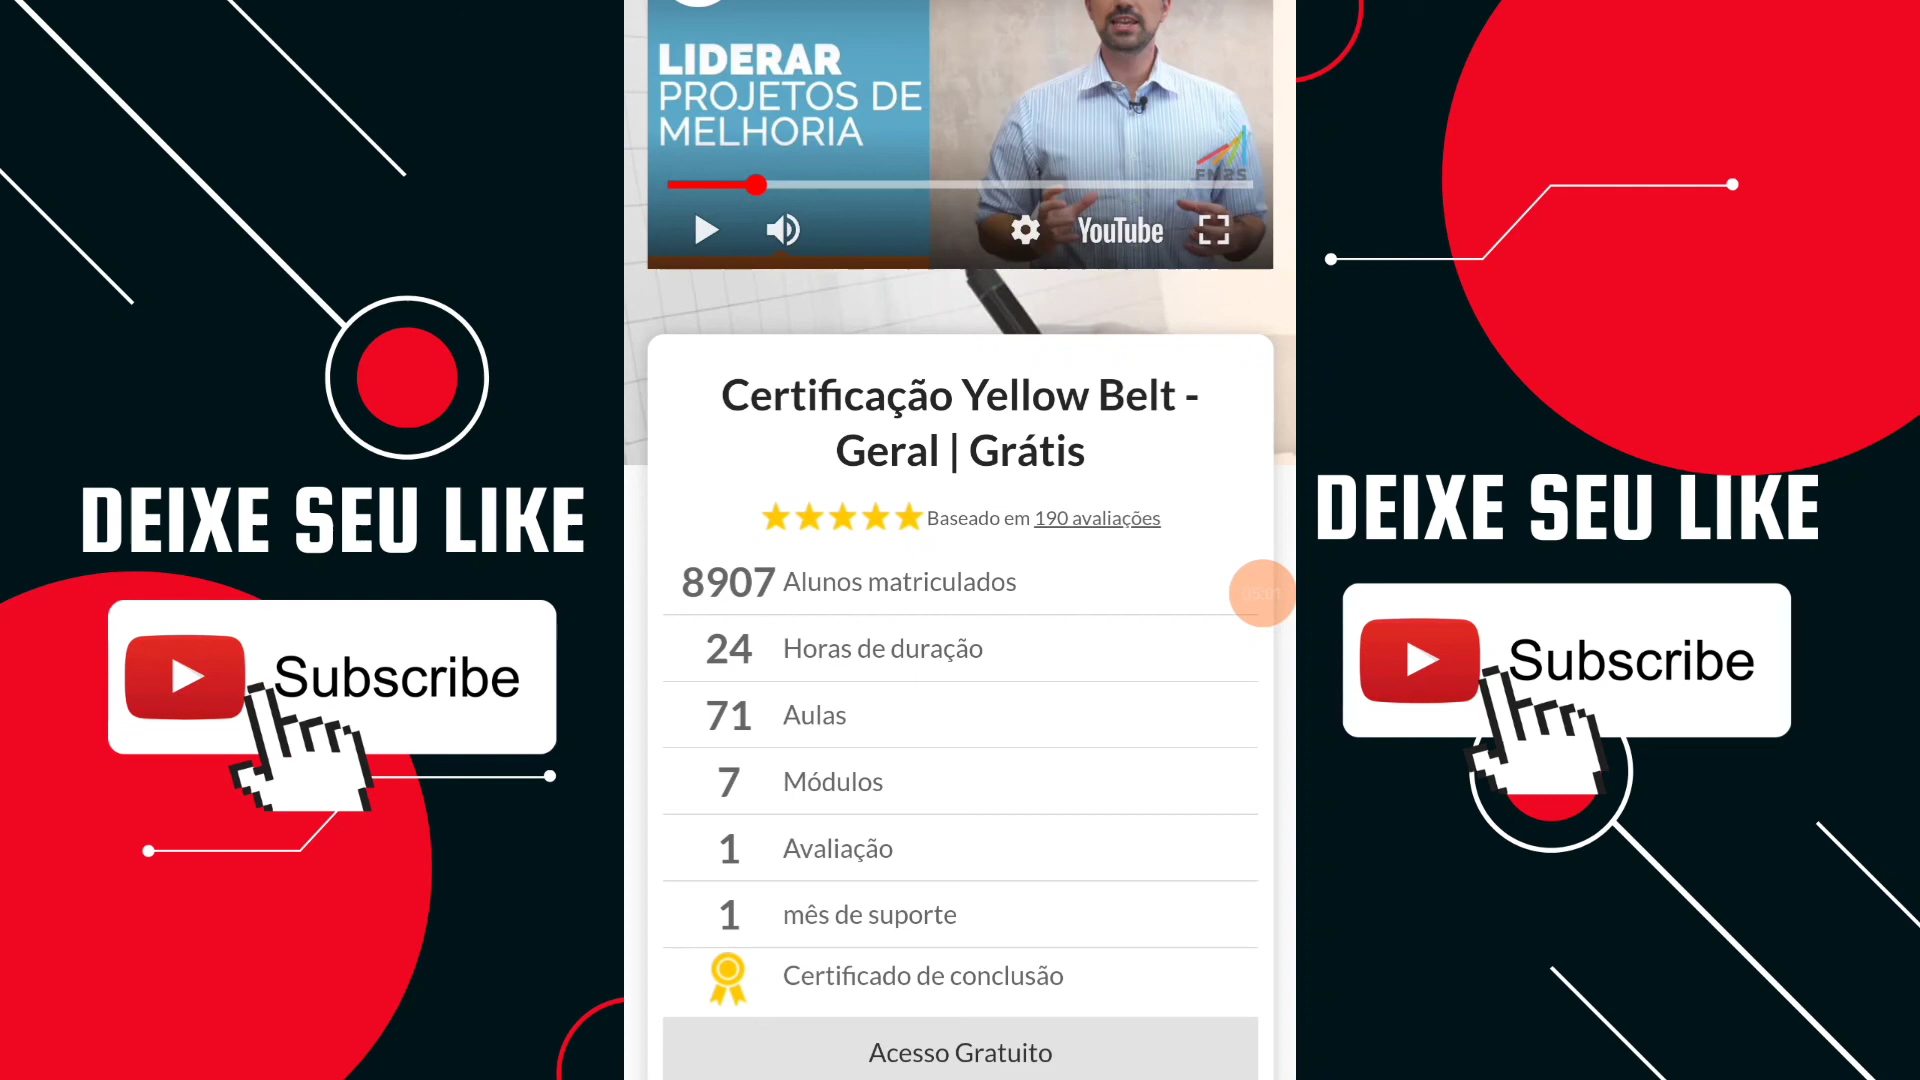 LIDERAR
PROJETOS DE
MELHORIA
FM2S
YouTube
Certificação Yellow Belt -
Geral | Grátis
Baseado em 190 avaliações
8907 Alunos matriculados
24 Horas de duração
71 Aulas
7 Módulos
1 Avaliação
1 mês de suporte
Certificado de conclusão
Acesso Gratuito
DEIXE SEU LIKE
Subscribe
DEIXE SEU LIKE
Subscribe